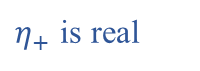 η₊ is real